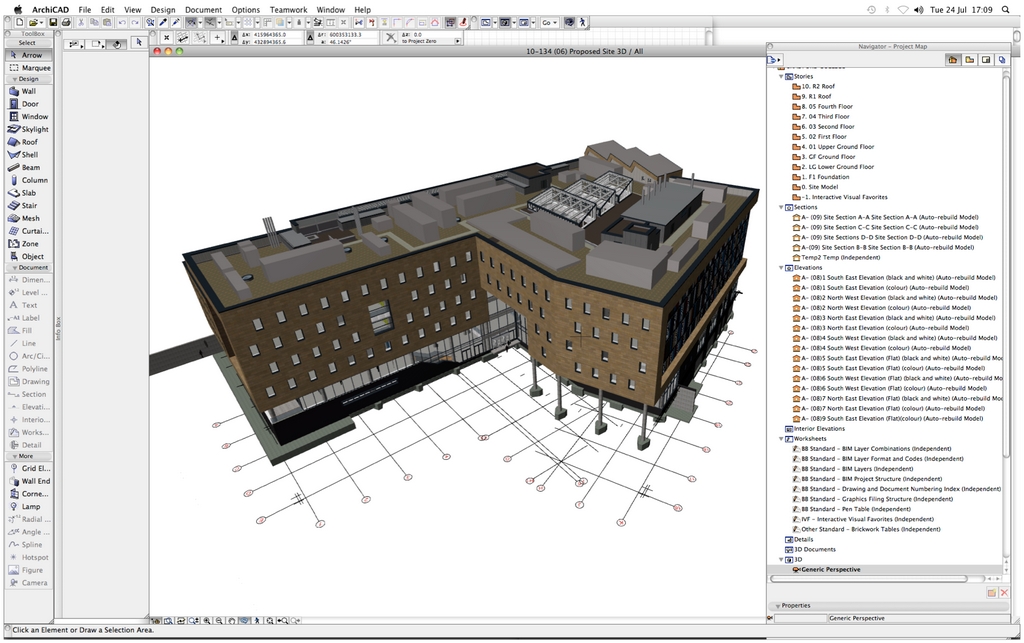 ArchiCAD File Edit View Design Document Options Teamwork Window Help Tue 24 Jul 17:09
ToolBox
Select
Arrow
Marquee
Design
Wall
Door
Window
Skylight
Roof
Shell
Beam
Column
Slab
Stair
Mesh
Curtai...
Zone
Object
Document
Dimen...
Level ...
Text
Label
Fill
Line
Arc/Ci...
Polyline
Drawing
Section
Elevati...
Interio...
Works...
Detail
More
Grid El...
Wall End
Corne...
Lamp
Radial ...
Angle ...
Spline
Hotspot
Figure
Camera
Info Box
Go
to Project Zero
10-134 (06) Proposed Site 3D / All
Navigator - Project Map
Stories
10. R2 Roof
9. R1 Roof
8. 05 Fourth Floor
7. 04 Third Floor
6. 03 Second Floor
5. 02 First Floor
4. 01 Upper Ground Floor
3. GF Ground Floor
2. LG Lower Ground Floor
1. F1 Foundation
0. Site Model
-1. Interactive Visual Favorites
Sections
A- (09) Site Section A-A Site Section A-A (Auto-rebuild Model)
A- (09) Site Section C-C Site Section C-C (Auto-rebuild Model)
A- (09) Site Sections D-D Site Section D-D (Auto-rebuild Model)
A-(09) Site Section B-B Site Section B-B (Auto-rebuild Model)
Temp2 Temp (Independent)
Elevations
A- (08)1 South East Elevation (black and white) (Auto-rebuild Model)
A- (08)1 South East Elevation (colour) (Auto-rebuild Model)
A- (08)2 North West Elevation (black and white) (Auto-rebuild Model)
A- (08)2 North West Elevation (colour) (Auto-rebuild Model)
A- (08)3 North East Elevation (black and white) (Auto-rebuild Model)
A- (08)3 North East Elevation (colour) (Auto-rebuild Model)
A- (08)4 South West Elevation (black and white) (Auto-rebuild Model)
A- (08)4 South West Elevation (colour) (Auto-rebuild Model)
A- (08)5 South East Elevation (Flat) (black and white) (Auto-rebuild Mo
A- (08)5 South East Elevation (Flat) (colour) (Auto-rebuild Model)
A- (08)6 South West Elevation (Flat) (black and white) (Auto-rebuild Mo
A- (08)6 South West Elevation (Flat) (colour) (Auto-rebuild Model)
A- (08)7 North East Elevation (Flat) (black and white) (Auto-rebuild Mo
A- (08)7 North East Elevation (Flat) (colour) (Auto-rebuild Model)
A- (08)9 South East Elevation (Flat)(colour) (Auto-rebuild Model)
Interior Elevations
Worksheets
BB Standard - BIM Layer Combinations (Independent)
BB Standard - BIM Layer Format and Codes (Independent)
BB Standard - BIM Layers (Independent)
BB Standard - BIM Project Structure (Independent)
BB Standard - Drawing and Document Numbering Index (Independent)
BB Standard - Graphics Filing Structure (Independent)
BB Standard - Pen Table (Independent)
IVF - Interactive Visual Favorites (Independent)
Other Standard - Brickwork Tables (Independent)
Details
3D Documents
3D
Generic Perspective
Properties
Generic Perspective
Click an Element or Draw a Selection Area.